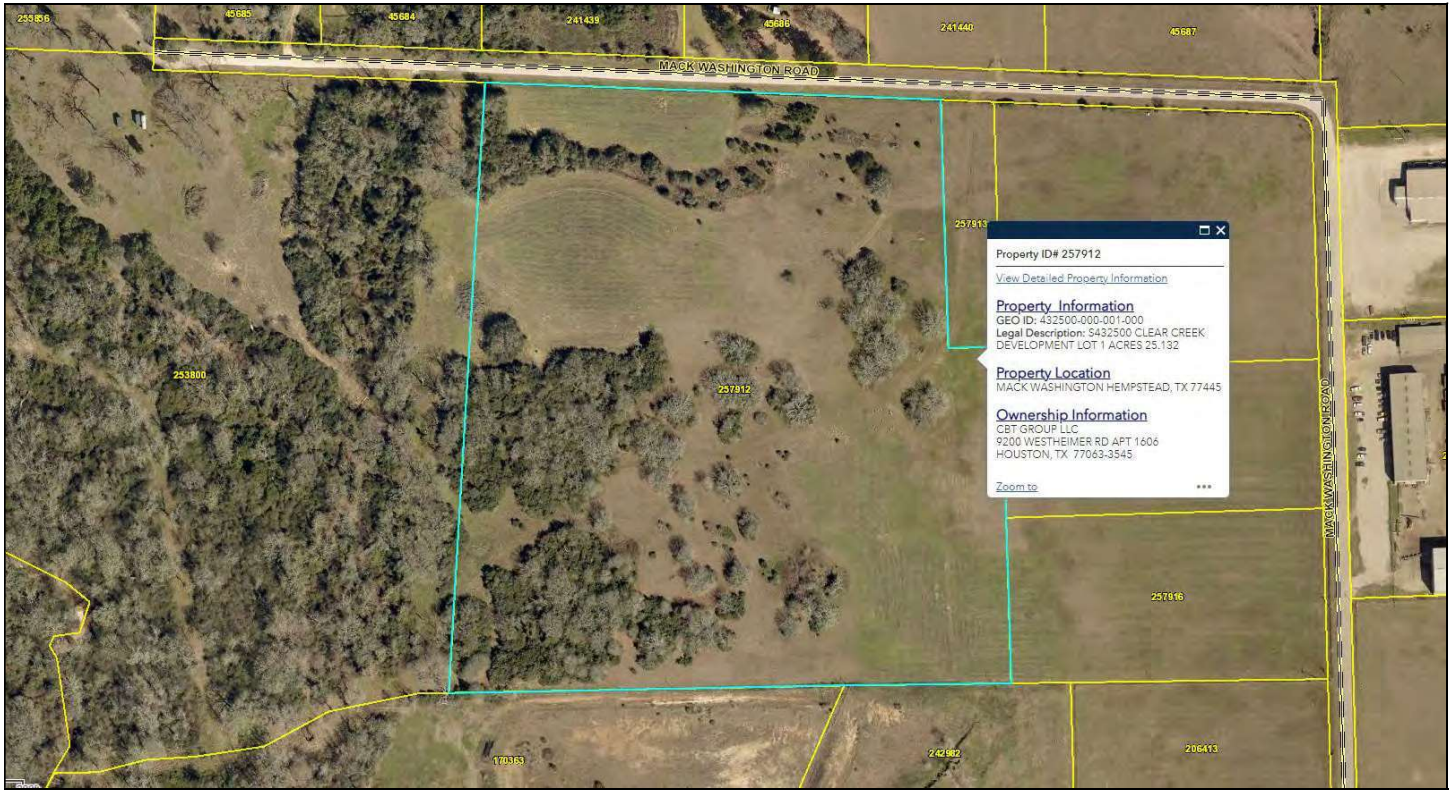 255856
45685
45684
241439
45686
241440
45687
MACK WASHINGTON ROAD
257913
Property ID# 257912
View Detailed Property Information
Property Information
GEO ID: 432500-000-001-000
Legal Description: S432500 CLEAR CREEK
DEVELOPMENT LOT 1 ACRES 25.132
Property Location
MACK WASHINGTON HEMPSTEAD, TX 77445
Ownership Information
CBT GROUP LLC
9200 WESTHEIMER RD APT 1606
HOUSTON, TX 77063-3545
Zoom to
253800
257912
MACK WASHINGTON ROAD
257916
170363
242982
206413